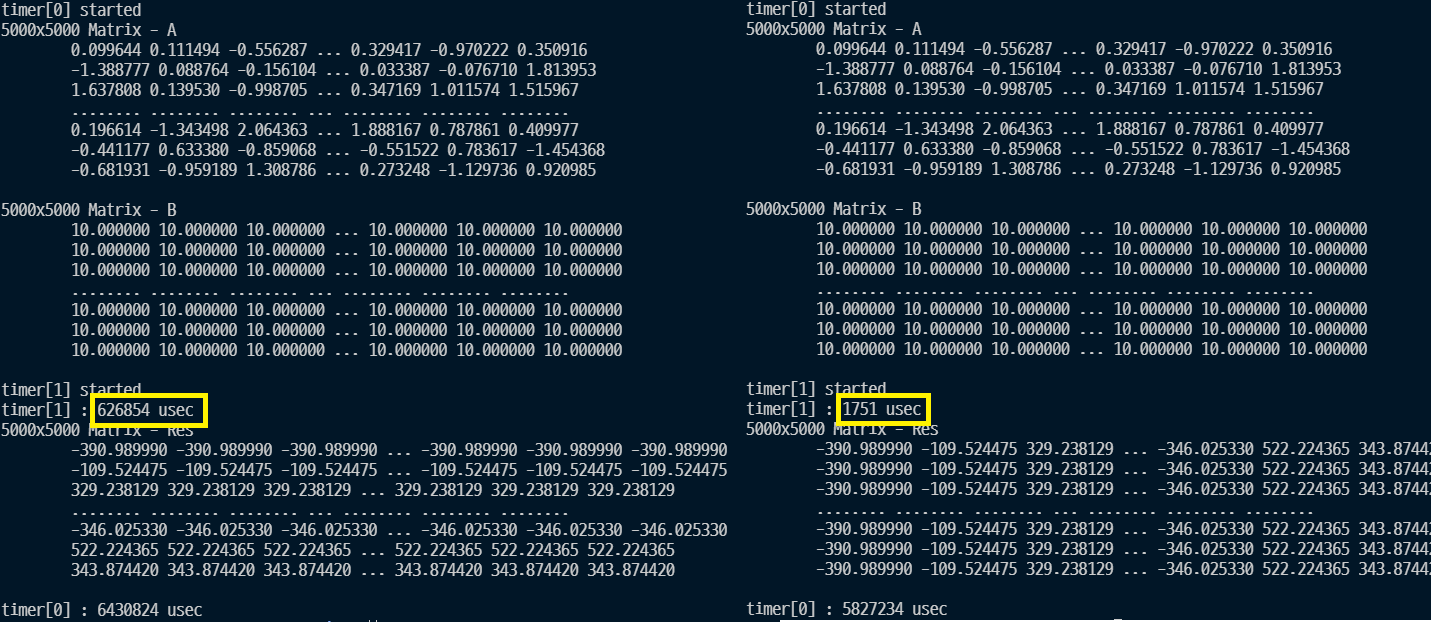 timer[0] started
5000x5000 Matrix - A
0.099644 0.111494 -0.556287 ... 0.329417 -0.970222 0.350916
-1.388777 0.088764 -0.156104 ... 0.033387 -0.076710 1.813953
1.637808 0.139530 -0.998705 ... 0.347169 1.011574 1.515967
........ ........ ........ ... ........ ........ ........
0.196614 -1.343498 2.064363 ... 1.888167 0.787861 0.409977
-0.441177 0.633380 -0.859068 ... -0.551522 0.783617 -1.454368
-0.681931 -0.959189 1.308786 ... 0.273248 -1.129736 0.920985
5000x5000 Matrix - B
10.000000 10.000000 10.000000 ... 10.000000 10.000000 10.000000
10.000000 10.000000 10.000000 ... 10.000000 10.000000 10.000000
10.000000 10.000000 10.000000 ... 10.000000 10.000000 10.000000
........ ........ ........ ... ........ ........ ........
10.000000 10.000000 10.000000 ... 10.000000 10.000000 10.000000
10.000000 10.000000 10.000000 ... 10.000000 10.000000 10.000000
10.000000 10.000000 10.000000 ... 10.000000 10.000000 10.000000
timer[1] started
timer[1] : 626854 usec
5000x5000 Matrix - Res
-390.989990 -390.989990 -390.989990 ... -390.989990 -390.989990 -390.989990
-109.524475 -109.524475 -109.524475 ... -109.524475 -109.524475 -109.524475
329.238129 329.238129 329.238129 ... 329.238129 329.238129 329.238129
........ ........ ........ ... ........ ........ ........
-346.025330 -346.025330 -346.025330 ... -346.025330 -346.025330 -346.025330
522.224365 522.224365 522.224365 ... 522.224365 522.224365 522.224365
343.874420 343.874420 343.874420 ... 343.874420 343.874420 343.874420
timer[0] : 6430824 usec
timer[0] started
5000x5000 Matrix - A
0.099644 0.111494 -0.556287 ... 0.329417 -0.970222 0.350916
-1.388777 0.088764 -0.156104 ... 0.033387 -0.076710 1.813953
1.637808 0.139530 -0.998705 ... 0.347169 1.011574 1.515967
........ ........ ........ ... ........ ........ ........
0.196614 -1.343498 2.064363 ... 1.888167 0.787861 0.409977
-0.441177 0.633380 -0.859068 ... -0.551522 0.783617 -1.454368
-0.681931 -0.959189 1.308786 ... 0.273248 -1.129736 0.920985
5000x5000 Matrix - B
10.000000 10.000000 10.000000 ... 10.000000 10.000000 10.000000
10.000000 10.000000 10.000000 ... 10.000000 10.000000 10.000000
10.000000 10.000000 10.000000 ... 10.000000 10.000000 10.000000
........ ........ ........ ... ........ ........ ........
10.000000 10.000000 10.000000 ... 10.000000 10.000000 10.000000
10.000000 10.000000 10.000000 ... 10.000000 10.000000 10.000000
10.000000 10.000000 10.000000 ... 10.000000 10.000000 10.000000
timer[1] started
timer[1] : 1751 usec
5000x5000 Matrix - Res
-390.989990 -109.524475 329.238129 ... -346.025330 522.224365 343.87442
-390.989990 -109.524475 329.238129 ... -346.025330 522.224365 343.87442
-390.989990 -109.524475 329.238129 ... -346.025330 522.224365 343.87442
........ ........ ........ ... ........ ........ ........
-390.989990 -109.524475 329.238129 ... -346.025330 522.224365 343.87442
-390.989990 -109.524475 329.238129 ... -346.025330 522.224365 343.87442
-390.989990 -109.524475 329.238129 ... -346.025330 522.224365 343.87442
timer[0] : 5827234 usec